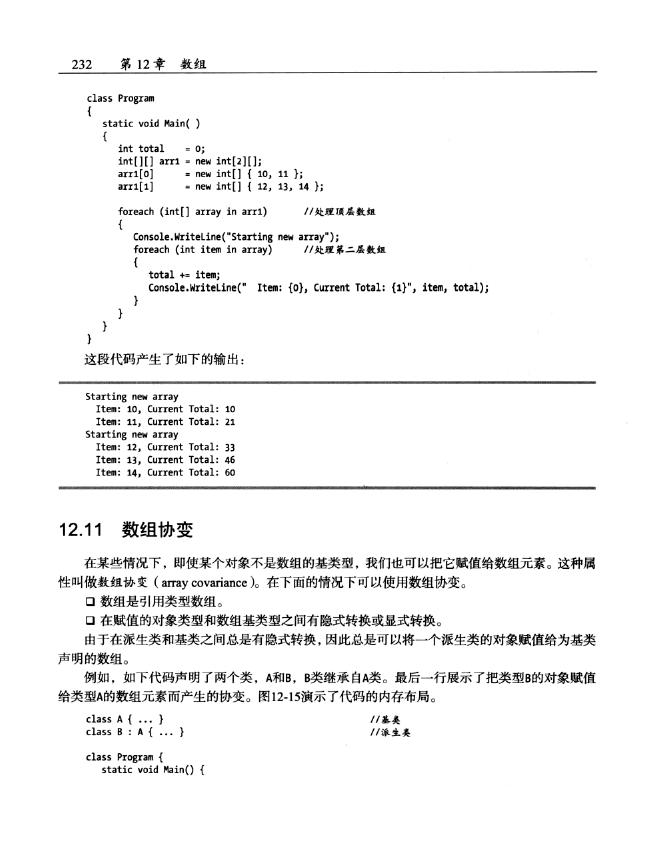 232 第 12 章 数组
class Program
{
static void Main( )
{
int total = 0;
int[][] arr1 = new int[2][];
arr1[0] = new int[] { 10, 11 };
arr1[1] = new int[] { 12, 13, 14 };
foreach (int[] array in arr1) //处理顶层数组
{
Console.WriteLine("Starting new array");
foreach (int item in array) //处理第二层数组
{
total += item;
Console.WriteLine(" Item: {0}, Current Total: {1}", item, total);
}
}
}
}
这段代码产生了如下的输出：
Starting new array
Item: 10, Current Total: 10
Item: 11, Current Total: 21
Starting new array
Item: 12, Current Total: 33
Item: 13, Current Total: 46
Item: 14, Current Total: 60
12.11 数组协变
在某些情况下，即使某个对象不是数组的基类型，我们也可以把它赋值给数组元素。这种属
性叫做数组协变（array covariance）。在下面的情况下可以使用数组协变。
❑ 数组是引用类型数组。
❑ 在赋值的对象类型和数组基类型之间有隐式转换或显式转换。
由于在派生类和基类之间总是有隐式转换，因此总是可以将一个派生类的对象赋值给为基类
声明的数组。
例如，如下代码声明了两个类，A和B，B类继承自A类。最后一行展示了把类型B的对象赋值
给类型A的数组元素而产生的协变。图12-15演示了代码的内存布局。
class A { ... } //基类
class B : A { ... } //派生类
class Program {
static void Main() {